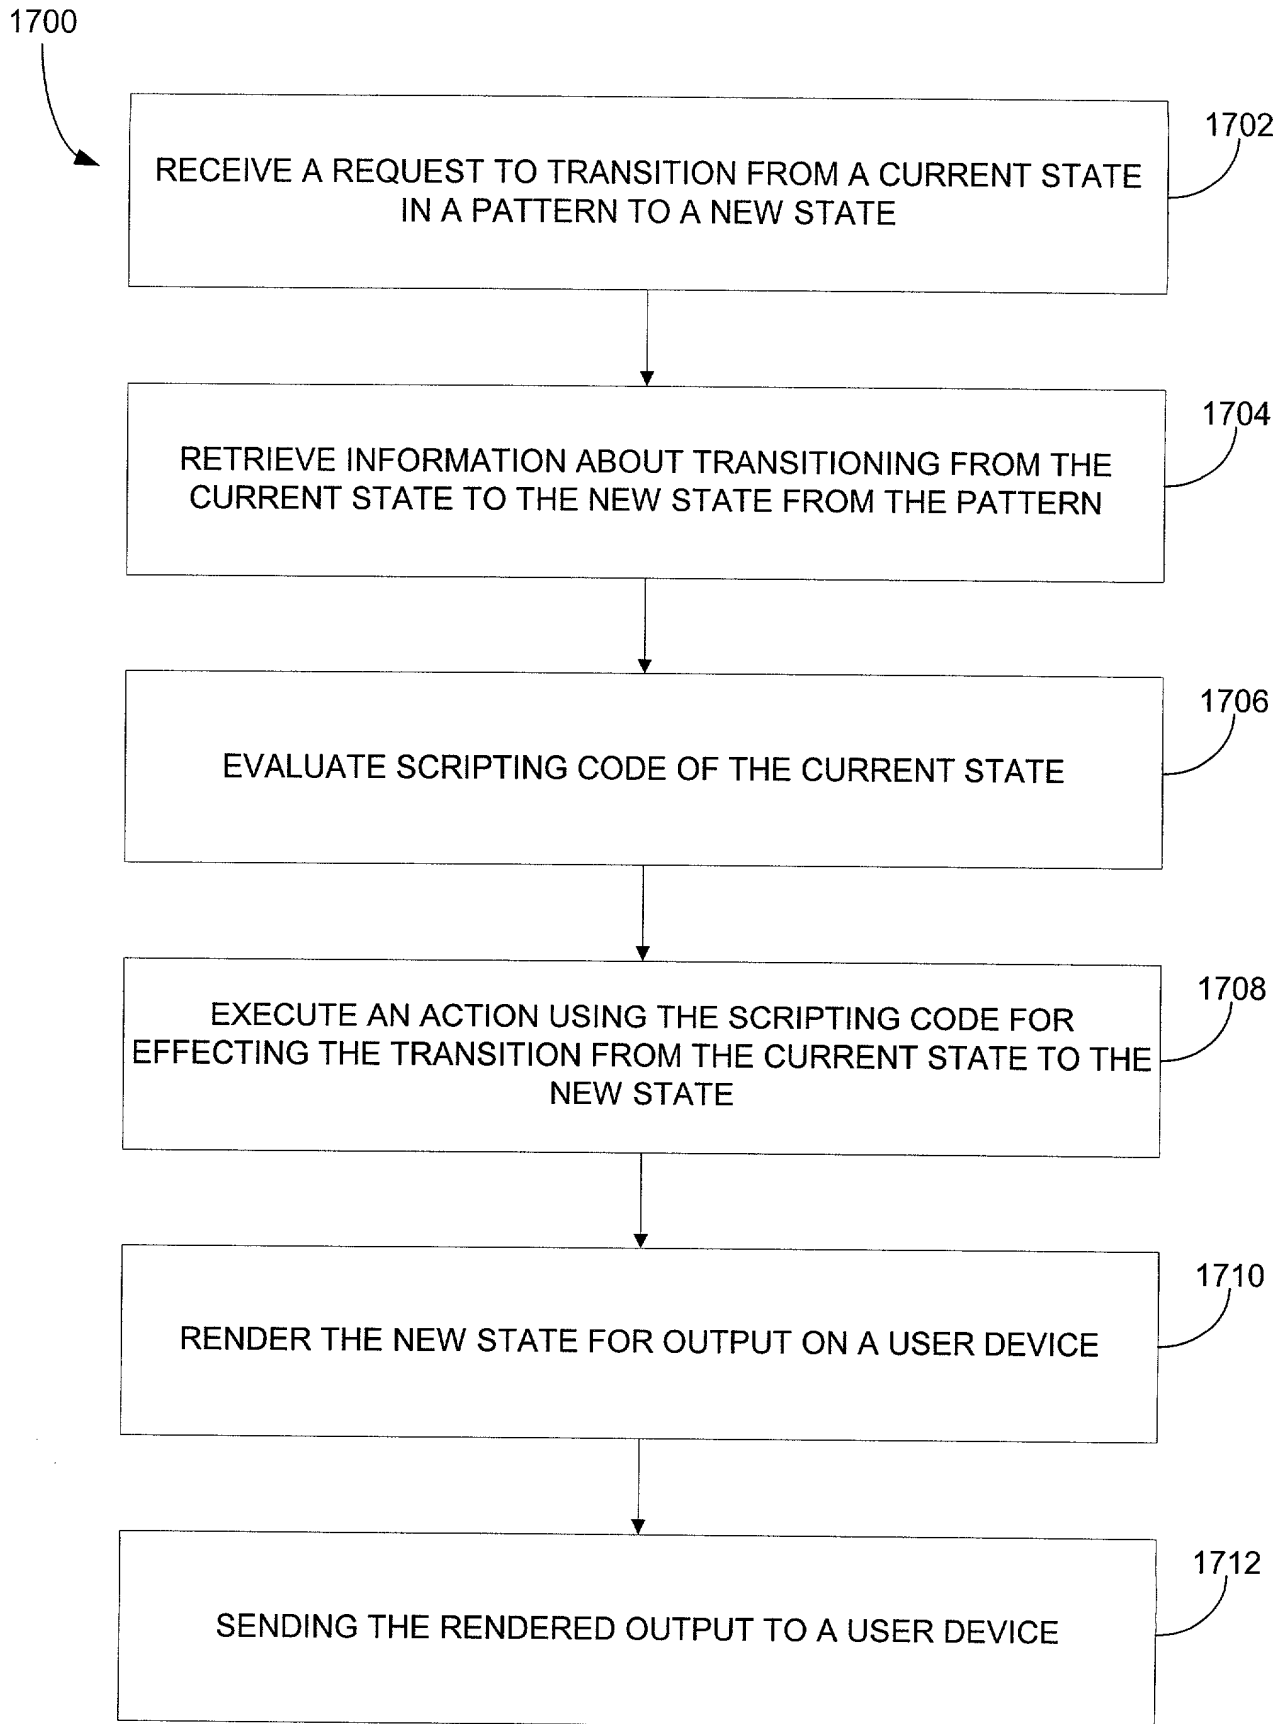 1700
1702
RECEIVE A REQUEST TO TRANSITION FROM A CURRENT STATE
IN A PATTERN TO A NEW STATE
1704
RETRIEVE INFORMATION ABOUT TRANSITIONING FROM THE
CURRENT STATE TO THE NEW STATE FROM THE PATTERN
1706
EVALUATE SCRIPTING CODE OF THE CURRENT STATE
1708
EXECUTE AN ACTION USING THE SCRIPTING CODE FOR
EFFECTING THE TRANSITION FROM THE CURRENT STATE TO THE
NEW STATE
1710
RENDER THE NEW STATE FOR OUTPUT ON A USER DEVICE
1712
SENDING THE RENDERED OUTPUT TO A USER DEVICE